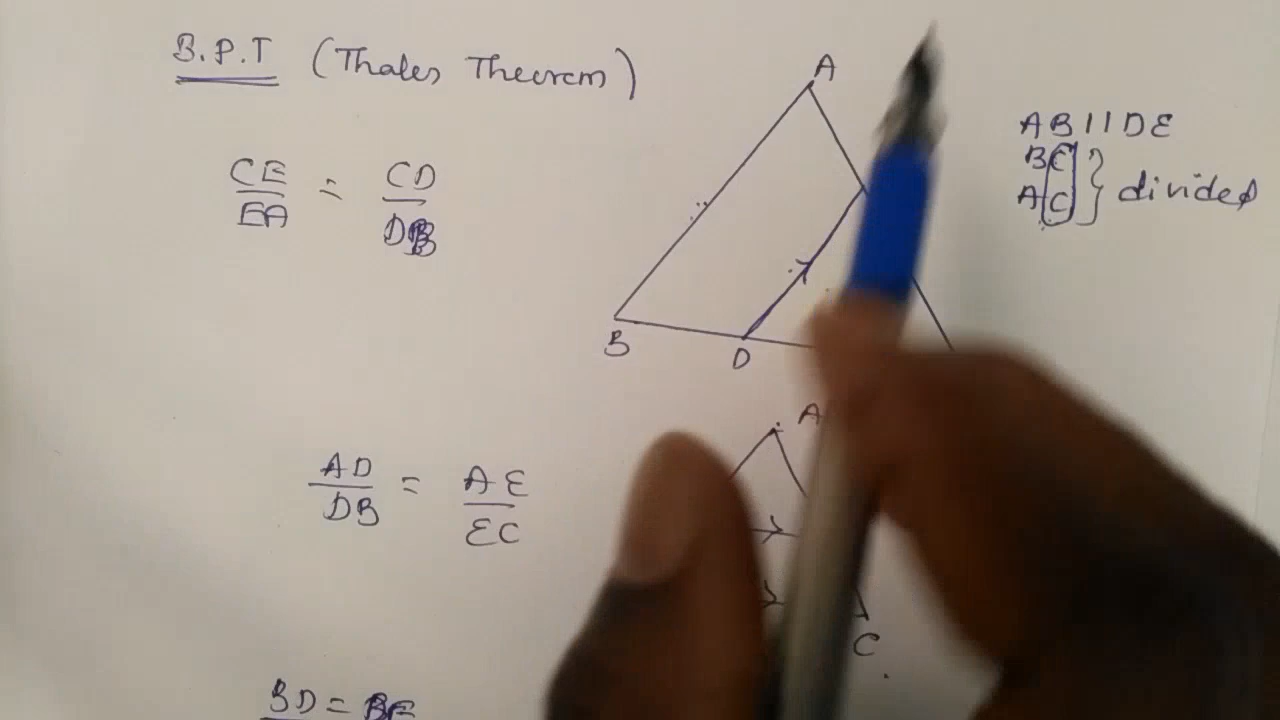 B.P.T (Thales Theorem)
CE/EA = CD/DB
A
B
D
AB||DE
BC
AC } divided
AD/DB = AE/EC
A
C
BD = BE